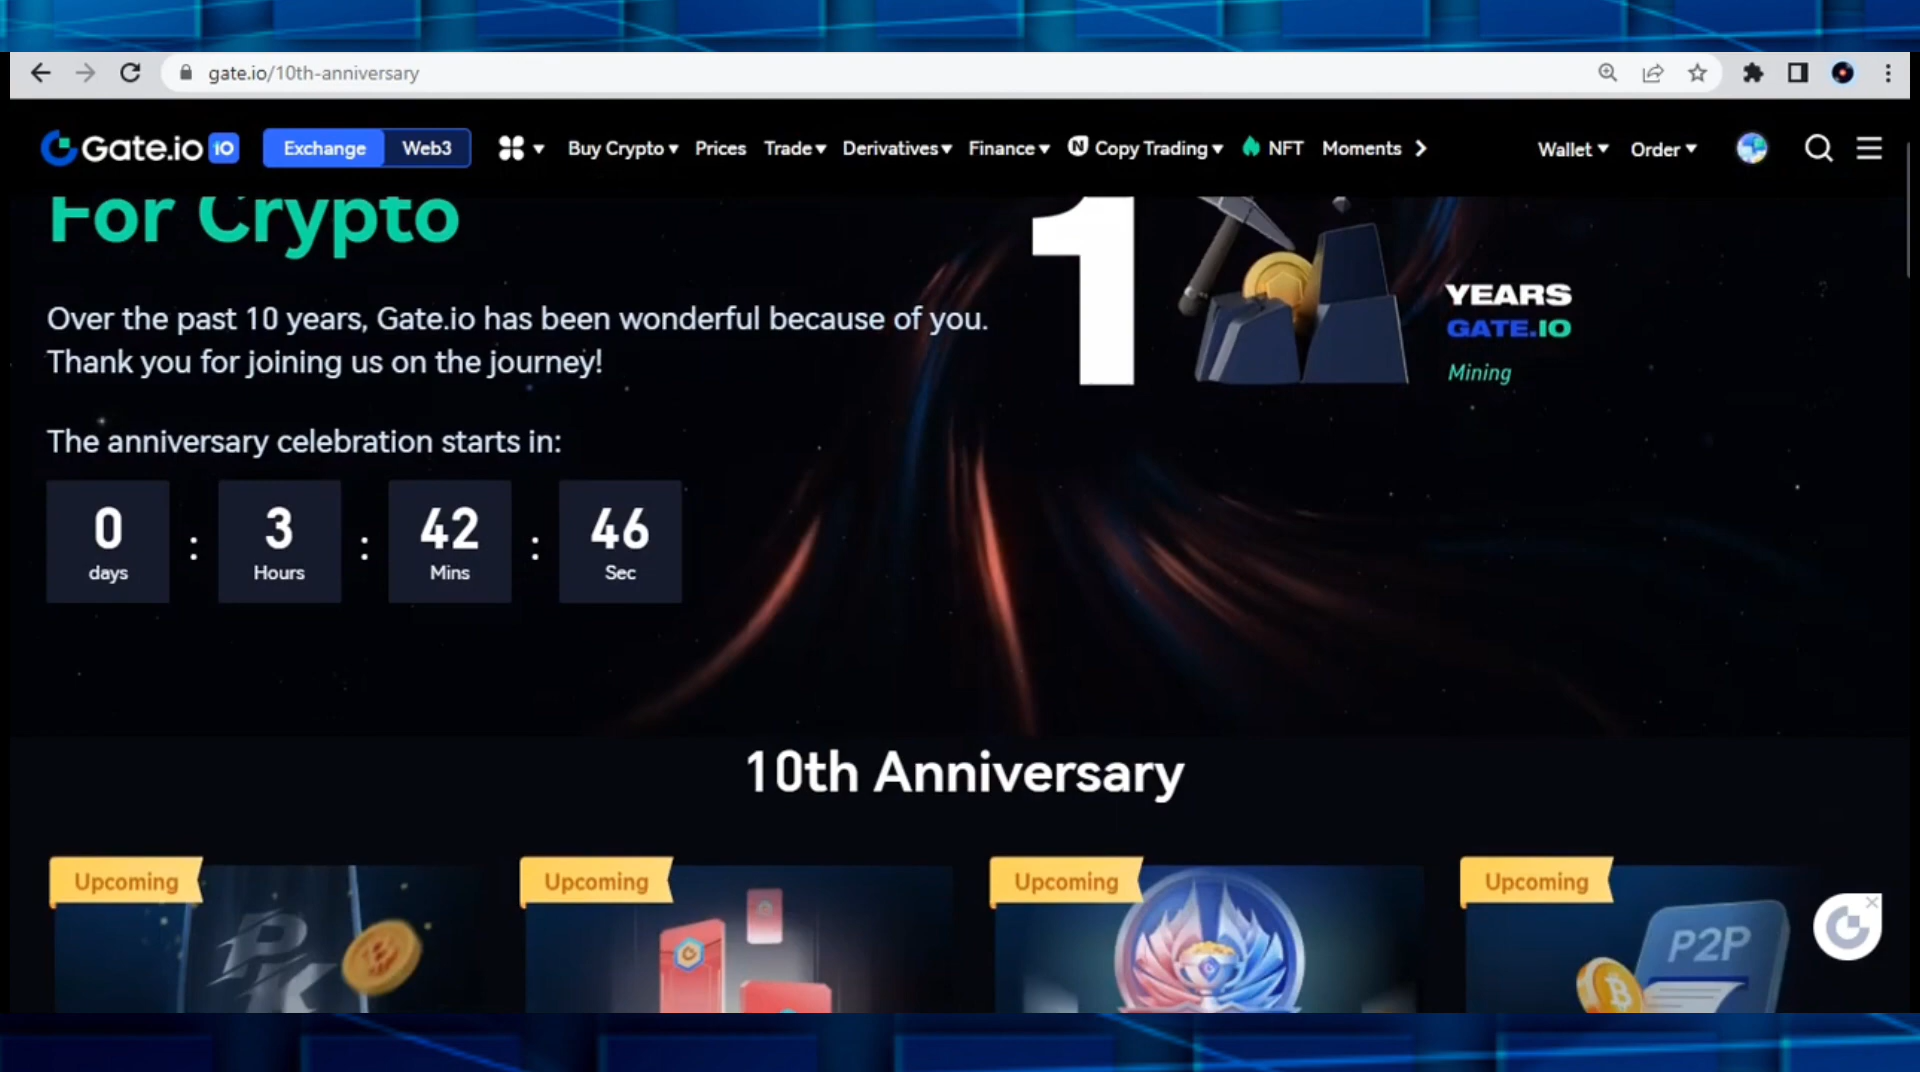 gate.io/10th-anniversary
Gate.io 10 Exchange Web3 Buy Crypto Prices Trade Derivatives Finance N Copy Trading NFT Moments Wallet Order
For Crypto
Over the past 10 years, Gate.io has been wonderful because of you.
Thank you for joining us on the journey!
The anniversary celebration starts in:
0 : 3 : 42 : 46
days Hours Mins Sec
1
YEARS
GATE.IO
Mining
10th Anniversary
Upcoming Upcoming Upcoming Upcoming
PK
P2P